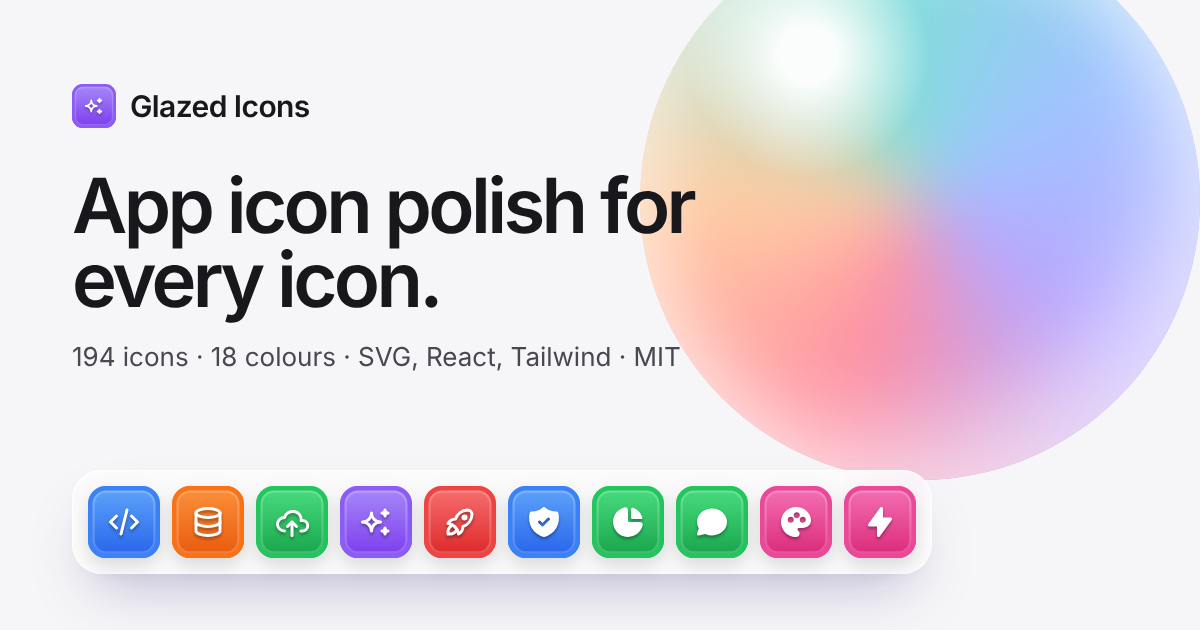 Glazed Icons
App icon polish for
every icon.
194 icons · 18 colours · SVG, React, Tailwind · MIT